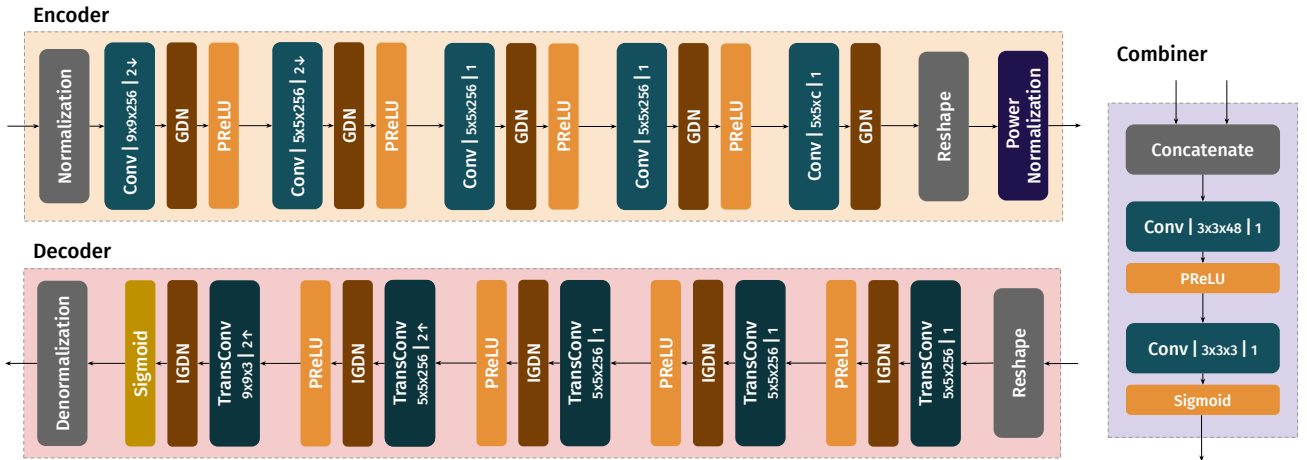 Encoder
Normalization
Conv | 9x9x256 | 2↓
GDN
PReLU
Conv | 5x5x256 | 2↓
GDN
PReLU
Conv | 5x5x256 | 1
GDN
PReLU
Conv | 5x5x256 | 1
GDN
PReLU
Conv | 5x5xC | 1
GDN
Reshape
Power
Normalization
Decoder
Denormalization
Sigmoid
IGDN
TransConv
9x9x3 | 2↑
PReLU
IGDN
TransConv
5x5x256 | 2↑
PReLU
IGDN
TransConv
5x5x256 | 1
PReLU
IGDN
TransConv
5x5x256 | 1
PReLU
IGDN
TransConv
5x5x256 | 1
Reshape
Combiner
Concatenate
Conv | 3x3x48 | 1
PReLU
Conv | 3x3x3 | 1
Sigmoid